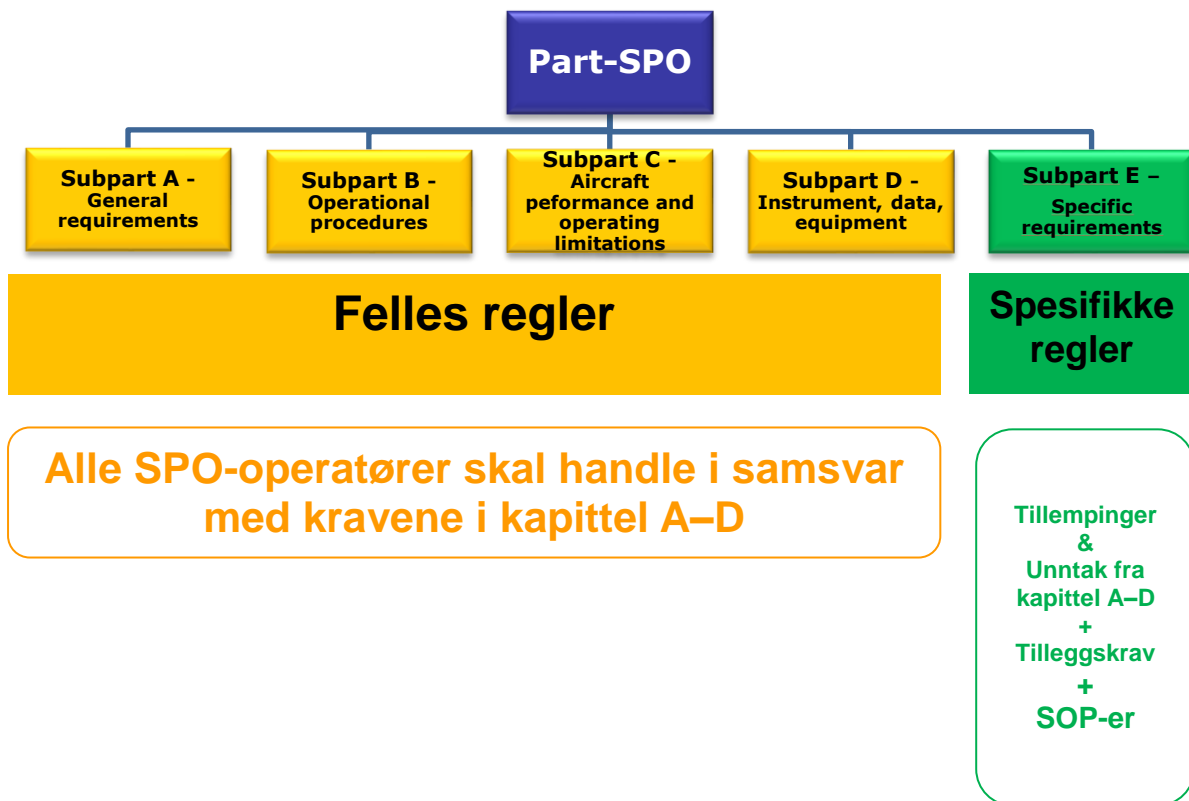 Part-SPO
Subpart A -
General
requirements
Subpart B -
Operational
procedures
Subpart C -
Aircraft
peformance and
operating
limitations
Subpart D -
Instrument, data,
equipment
Subpart E –
Specific
requirements
Felles regler
Spesifikke
regler
Alle SPO-operatører skal handle i samsvar
med kravene i kapittel A–D
Tillempinger
&
Unntak fra
kapittel A–D
+
Tilleggskrav
+
SOP-er